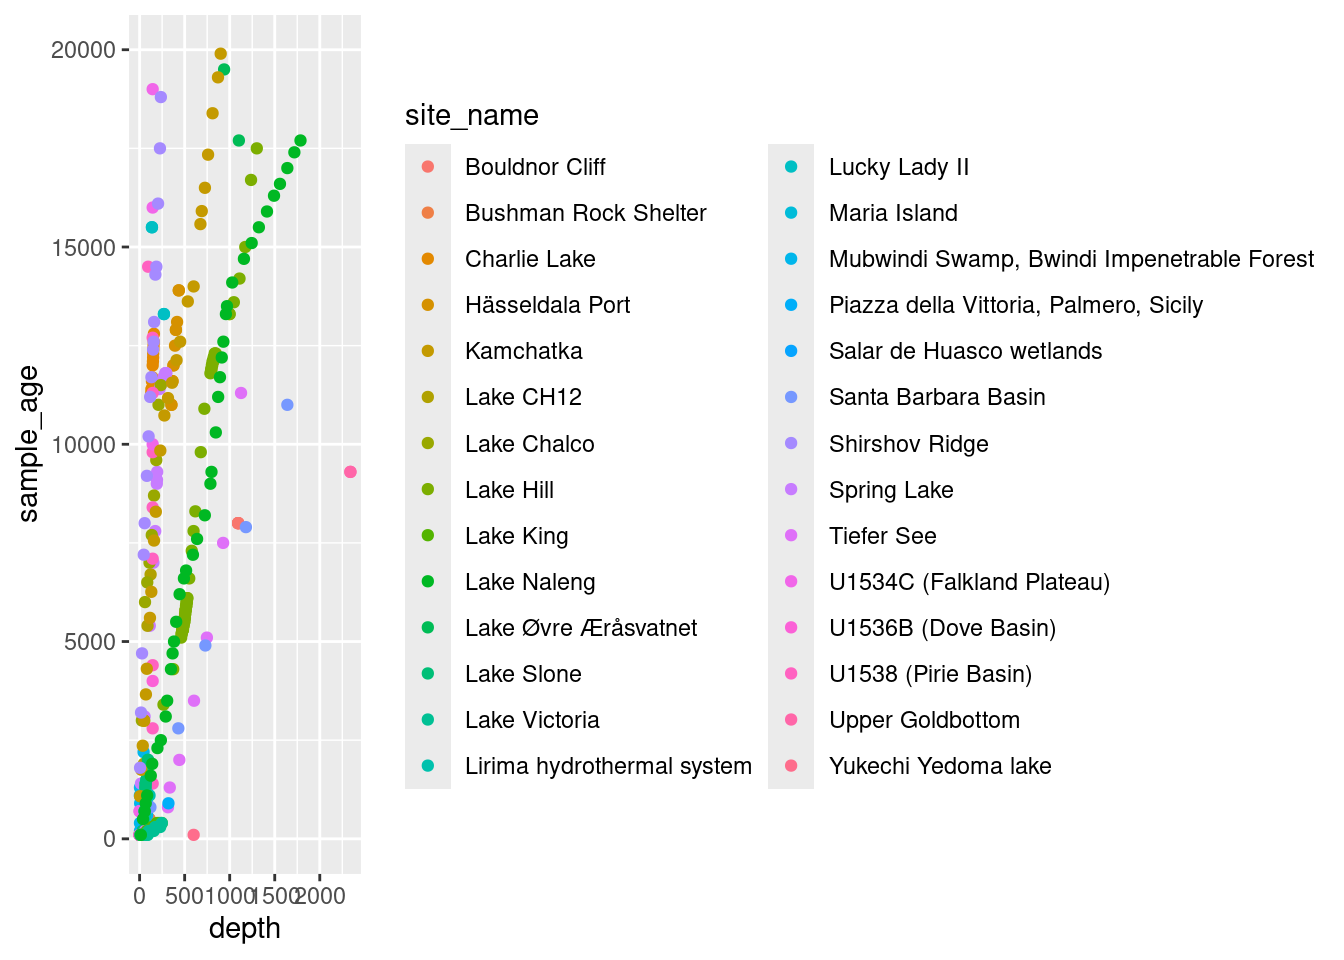 20000
15000
10000
5000
0
sample_age
0 500 1000 1500 2000
depth
site_name
Bouldnor Cliff
Bushman Rock Shelter
Charlie Lake
Hässeldala Port
Kamchatka
Lake CH12
Lake Chalco
Lake Hill
Lake King
Lake Naleng
Lake Øvre Æråsvatnet
Lake Slone
Lake Victoria
Lirima hydrothermal system
Lucky Lady II
Maria Island
Mubwindi Swamp, Bwindi Impenetrable Forest
Piazza della Vittoria, Palmero, Sicily
Salar de Huasco wetlands
Santa Barbara Basin
Shirshov Ridge
Spring Lake
Tiefer See
U1534C (Falkland Plateau)
U1536B (Dove Basin)
U1538 (Pirie Basin)
Upper Goldbottom
Yukechi Yedoma lake